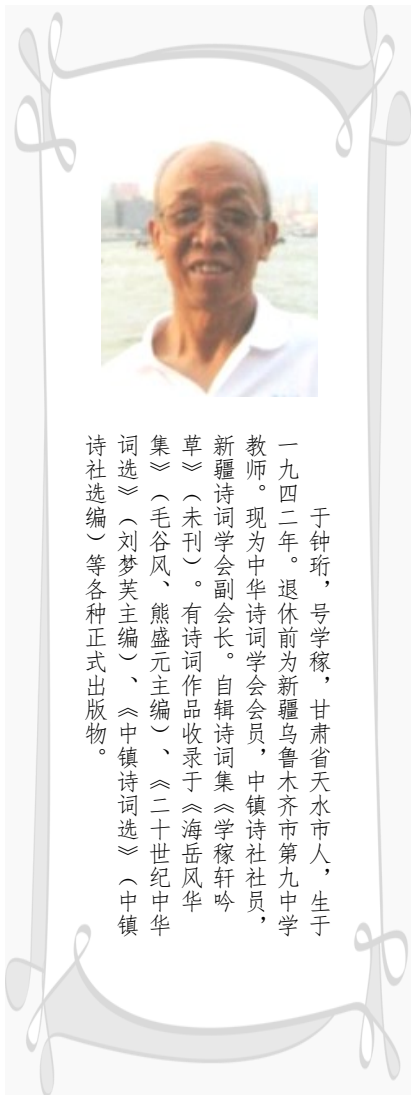 于钟珩，号学稼，甘肃省天水市人，生于
一九四二年。退休前为新疆乌鲁木齐市第九中学
教师。现为中华诗词学会会员，中镇诗社社员，
新疆诗词学会副会长。自辑诗词集《学稼轩吟
草》（未刊）。有诗词作品收录于《海岳风华
集》（毛谷风、熊盛元主编）、《二十世纪中华
词选》（刘梦芙主编）、《中镇诗词选》（中镇
诗社选编）等各种正式出版物。